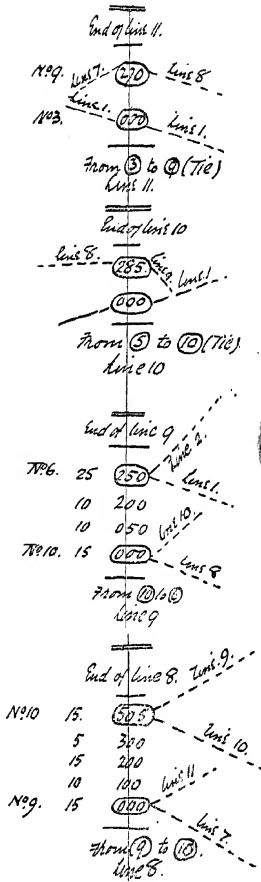 End of line 11.
No 9. line 7. 270 line 8
line 1.
No 3. 000 line 1.
From 3 to 9 (Tie)
Line 11.
End of line 10
line 8. 285. line 9
000 line 1
From 5 to 10 (Tie)
Line 10
End of line 9
line 2.
No 6. 25 250
line 1.
10 200
10 050 line 10.
No 10. 15 000
line 8
From 10 to 6
line 9
End of line 8. line 9.
No 10 15. 505
5 300 line 10.
15 200
10 100 line 11
No 9. 15 000
line 7.
From 9 to 10.
line 8.